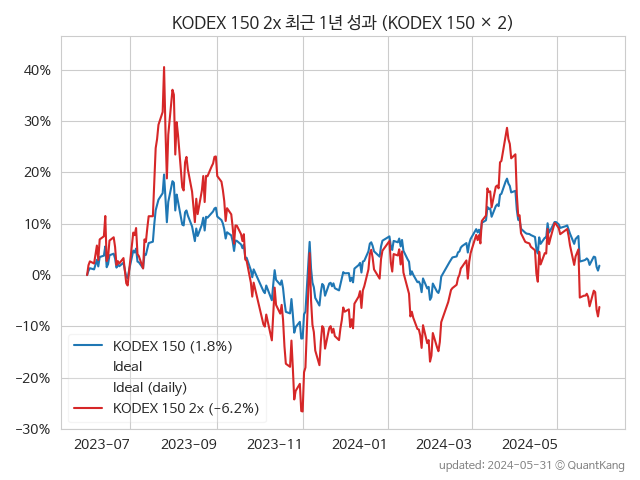 KODEX 150 2x 최근 1년 성과 (KODEX 150 × 2)
40%
30%
20%
10%
0%
−10%
−20%
−30%
KODEX 150 (1.8%)
Ideal
Ideal (daily)
KODEX 150 2x (−6.2%)
2023-07
2023-09
2023-11
2024-01
2024-03
2024-05
updated: 2024-05-31 © QuantKang